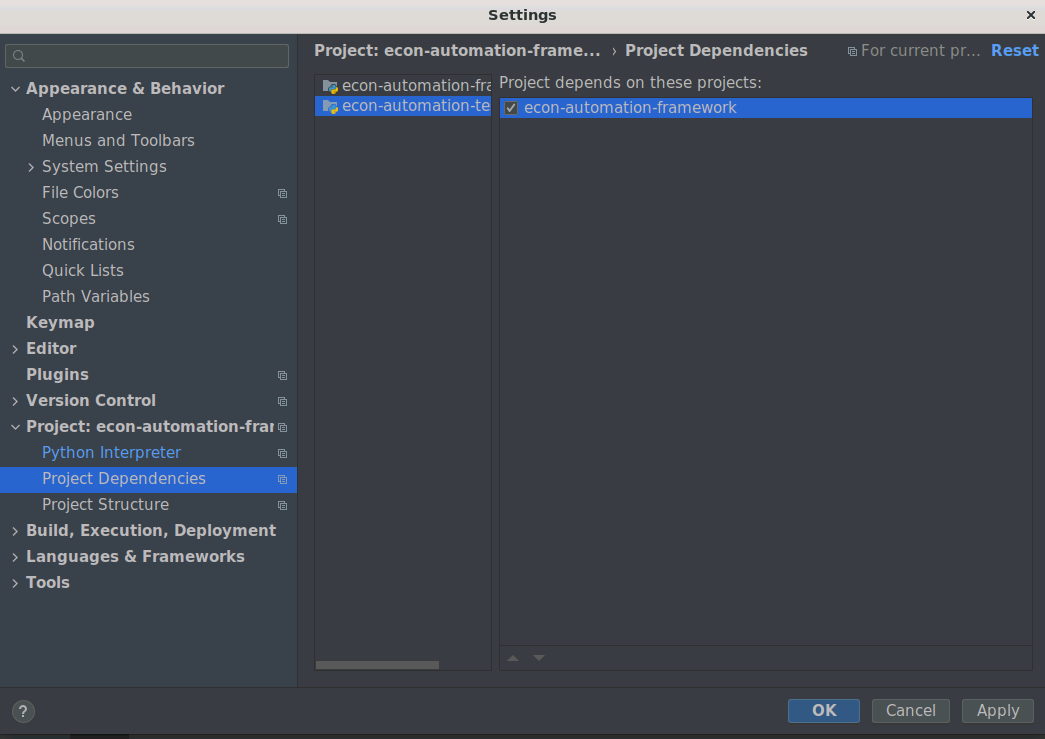 Settings
Project: econ-automation-frame... › Project Dependencies
For current pr...
Reset
Appearance & Behavior
Appearance
Menus and Toolbars
System Settings
File Colors
Scopes
Notifications
Quick Lists
Path Variables
Keymap
Editor
Plugins
Version Control
Project: econ-automation-fran
Python Interpreter
Project Dependencies
Project Structure
Build, Execution, Deployment
Languages & Frameworks
Tools
econ-automation-fra
econ-automation-te
Project depends on these projects:
econ-automation-framework
?
OK
Cancel
Apply